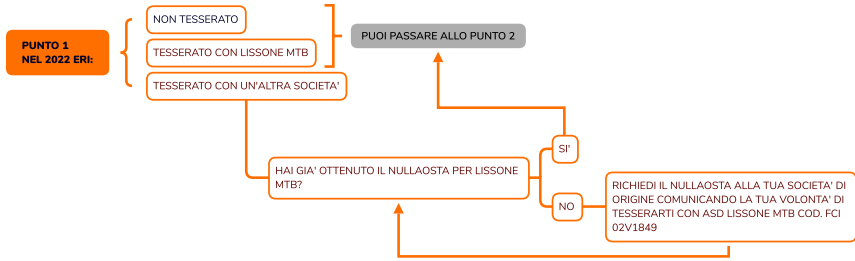 PUNTO 1
NEL 2022 ERI:
NON TESSERATO
TESSERATO CON LISSONE MTB
TESSERATO CON UN'ALTRA SOCIETA'
PUOI PASSARE ALLO PUNTO 2
HAI GIA' OTTENUTO IL NULLAOSTA PER LISSONE
MTB?
SI'
NO
RICHIEDI IL NULLAOSTA ALLA TUA SOCIETA' DI
ORIGINE COMUNICANDO LA TUA VOLONTA' DI
TESSERARTI CON ASD LISSONE MTB COD. FCI
02V1849